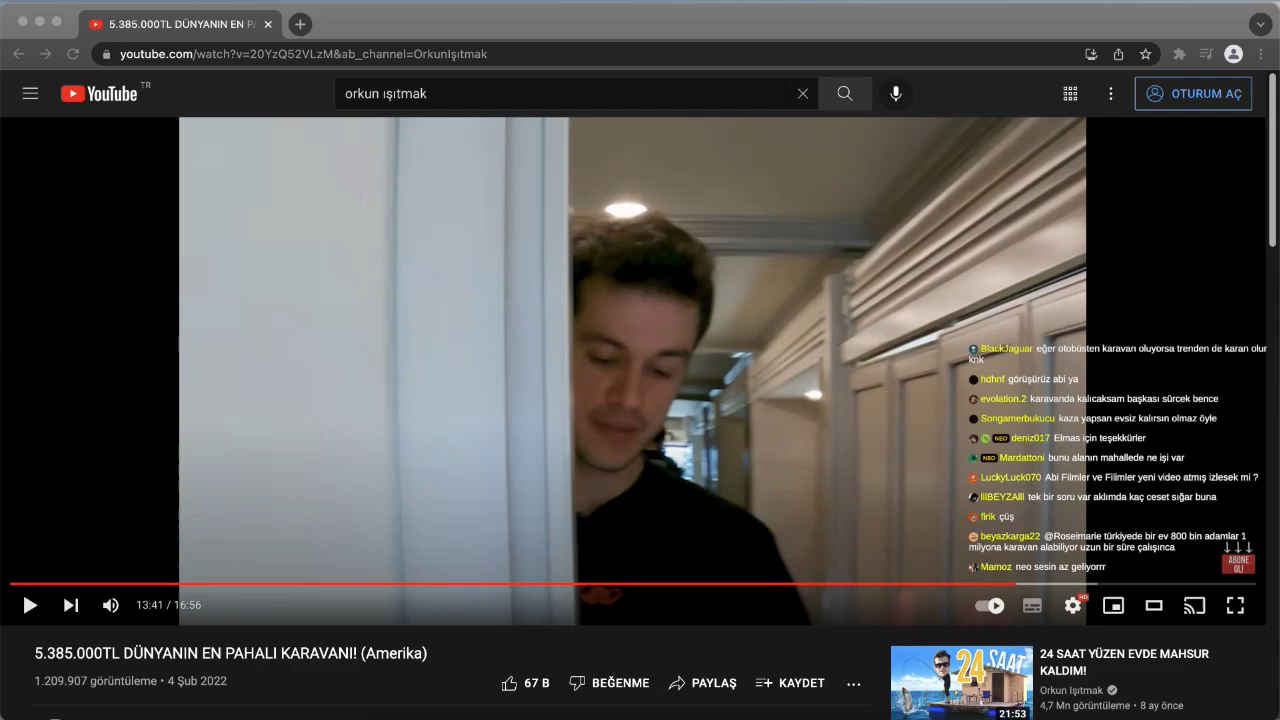 5.385.000TL DÜNYANIN EN PA
youtube.com/watch?v=20YzQ52VLzM&ab_channel=OrkunIşıtmak
YouTube TR
orkun ışıtmak
OTURUM AÇ
BlackJaguar eğer otobüsten karavan oluyorsa trenden de karan olur
knk
hdhnf görüşürüz abi ya
evolation.2 karavanda kalıcaksam başkası sürcek bence
Songamerbukucu kaza yapsan evsiz kalırsın olmaz öyle
NEO deniz017 Elmas için teşekkürler
NEO Mardattoni bunu alanın mahallede ne işi var
LuckyLuck070 Abi Filmler ve Filimler yeni video atmış izlesek mi ?
lllBEYZAlll tek bir soru var aklımda kaç ceset sığar buna
firik çüş
beyazkarga22 @Roseimarie türkiyede bir ev 800 bin adamlar 1
milyona karavan alabiliyor uzun bir süre çalışınca
Mamoz neo sesin az geliyorrr
ABONE
OL!
13:41 / 16:56
HD
5.385.000TL DÜNYANIN EN PAHALI KARAVANI! (Amerika)
1.209.907 görüntüleme • 4 Şub 2022
67 B
BEĞENME
PAYLAŞ
KAYDET
24 SAAT
21:53
24 SAAT YÜZEN EVDE MAHSUR
KALDIM!
Orkun Işıtmak
4,7 Mn görüntüleme • 8 ay önce